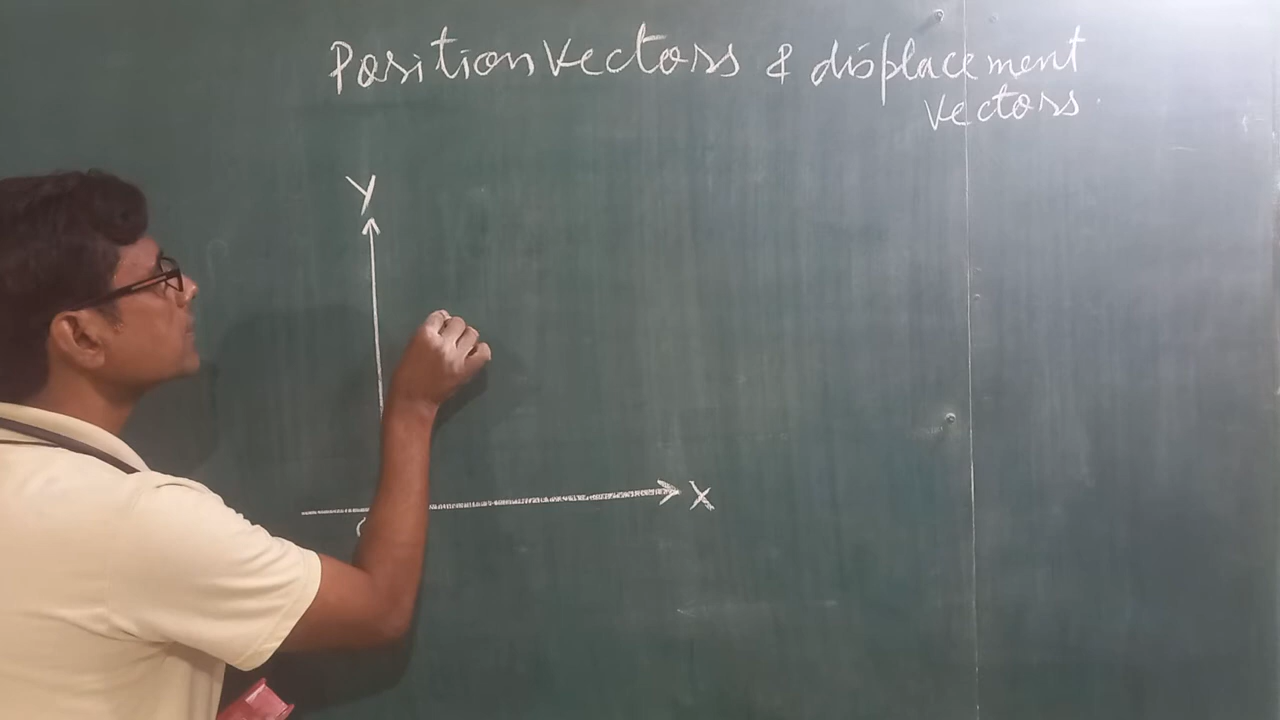 Position Vectors & displacement
vectors.
Y
X